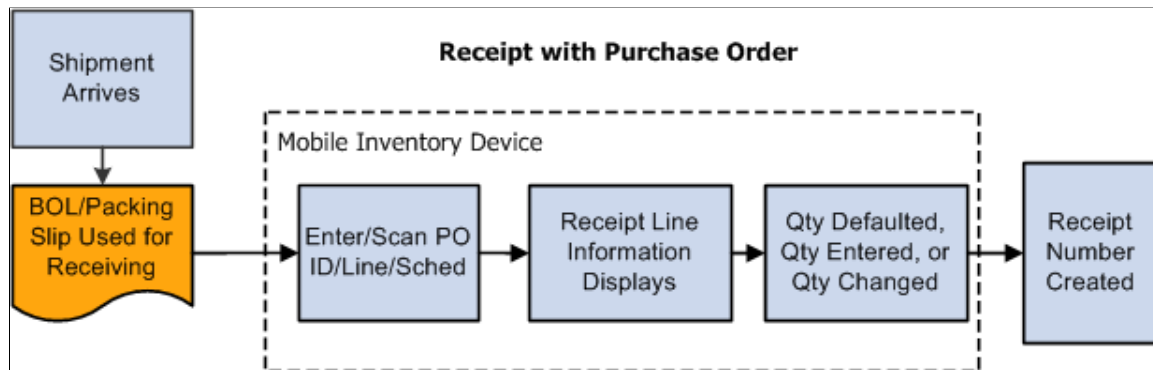 Receipt with Purchase Order
Shipment
Arrives
BOL/Packing
Slip Used for
Receiving
Mobile Inventory Device
Enter/Scan PO
ID/Line/Sched
Receipt Line
Information
Displays
Qty Defaulted,
Qty Entered, or
Qty Changed
Receipt
Number
Created